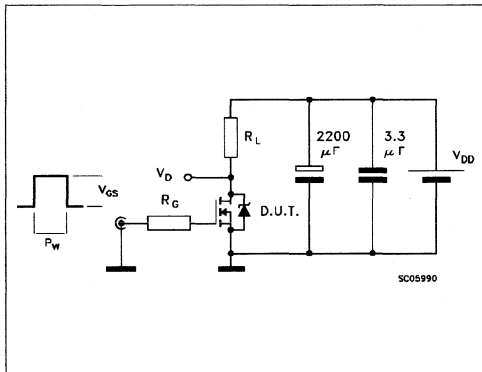 R_L
2200
μF
3.3
μF
V_DD
V_D
V_GS
R_G
D.U.T.
P_W
SC05990